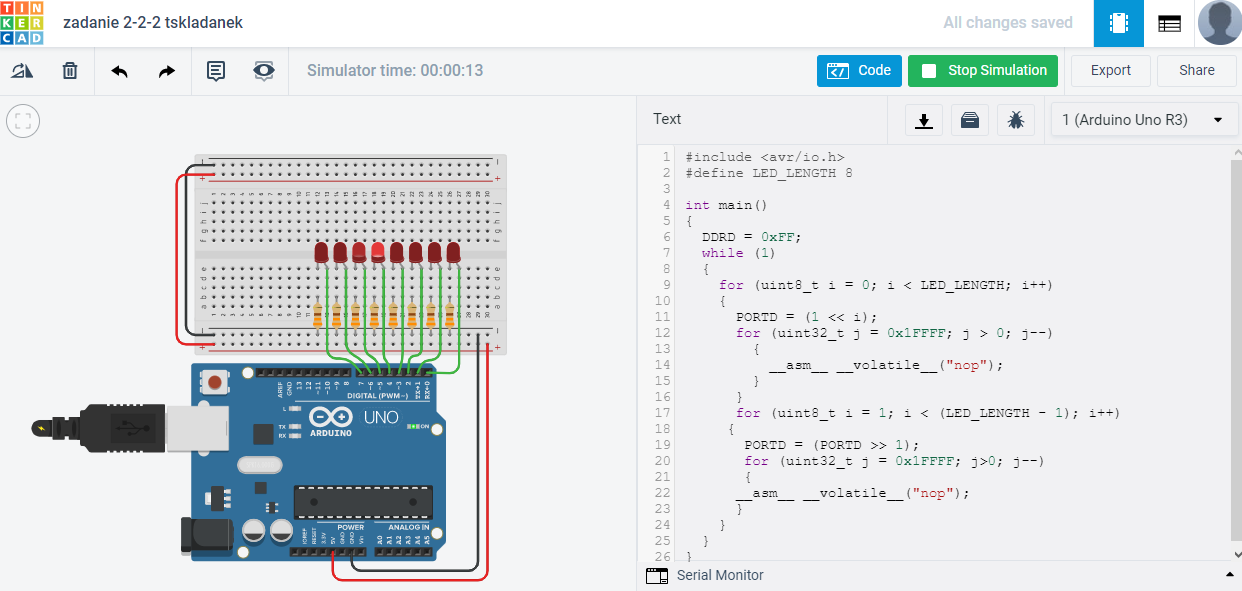 TIN
KER
CAD
zadanie 2-2-2 tskladanek
All changes saved
Simulator time: 00:00:13
Code
Stop Simulation
Export
Share
Text
1 (Arduino Uno R3)
1 #include <avr/io.h>
2 #define LED_LENGTH 8
3
4 int main()
5 {
6 DDRD = 0xFF;
7 while (1)
8 {
9 for (uint8_t i = 0; i < LED_LENGTH; i++)
10 {
11 PORTD = (1 << i);
12 for (uint32_t j = 0x1FFFF; j > 0; j--)
13 {
14 __asm__ __volatile__("nop");
15 }
16 }
17 for (uint8_t i = 1; i < (LED_LENGTH - 1); i++)
18 {
19 PORTD = (PORTD >> 1);
20 for (uint32_t j = 0x1FFFF; j>0; j--)
21 {
22 __asm__ __volatile__("nop");
23 }
24 }
25 }
26 }
Serial Monitor
j
i
h
g
f
e
d
c
b
a
AREF
GND
13
12
~11
~10
~9
8
7
~6
~5
4
~3
2
TX→1
RX←0
DIGITAL (PWM~)
L
TX
RX
ARDUINO
UNO
ON
POWER
ANALOG IN
IOREF
RESET
3.3V
5V
GND
GND
Vin
A0
A1
A2
A3
A4
A5